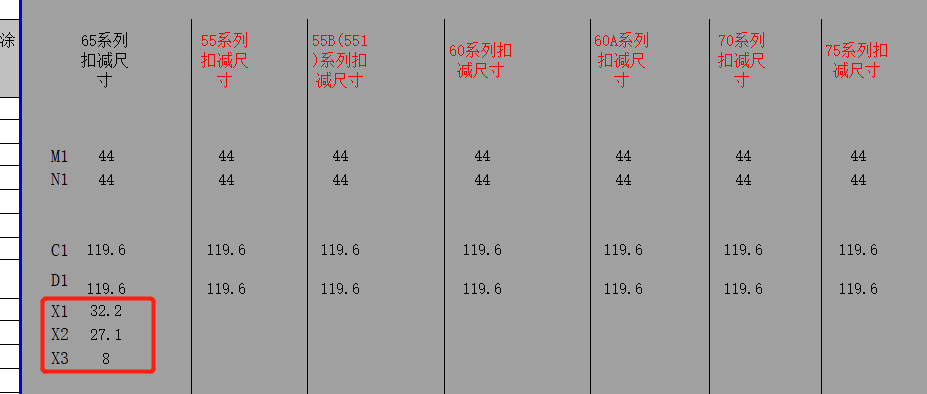 涂
65系列
扣减尺
寸
55系列
扣减尺
寸
55B(551
)系列扣
减尺寸
60系列扣
减尺寸
60A系列
扣减尺
寸
70系列
扣减尺
寸
75系列扣
减尺寸
M1 44 44 44 44 44 44 44
N1 44 44 44 44 44 44 44
C1 119.6 119.6 119.6 119.6 119.6 119.6 119.6
D1 119.6 119.6 119.6 119.6 119.6 119.6 119.6
X1 32.2
X2 27.1
X3 8